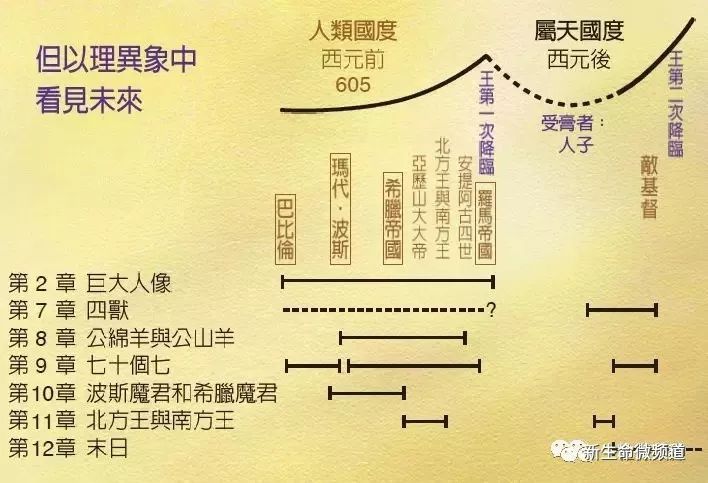 但以理異象中
看見未來
人類國度
西元前
605
屬天國度
西元後
王第一次降臨
受膏者：
人子
王第二次降臨
巴比倫
瑪代·波斯
希臘帝國
亞歷山大大帝
北方王與南方王
安提阿古四世
羅馬帝國
敵基督
第 2 章 巨大人像
第 7 章 四獸
?
第 8 章 公綿羊與公山羊
第 9 章 七十個七
第10章 波斯魔君和希臘魔君
第11章 北方王與南方王
第12章 末日
新生命微频道